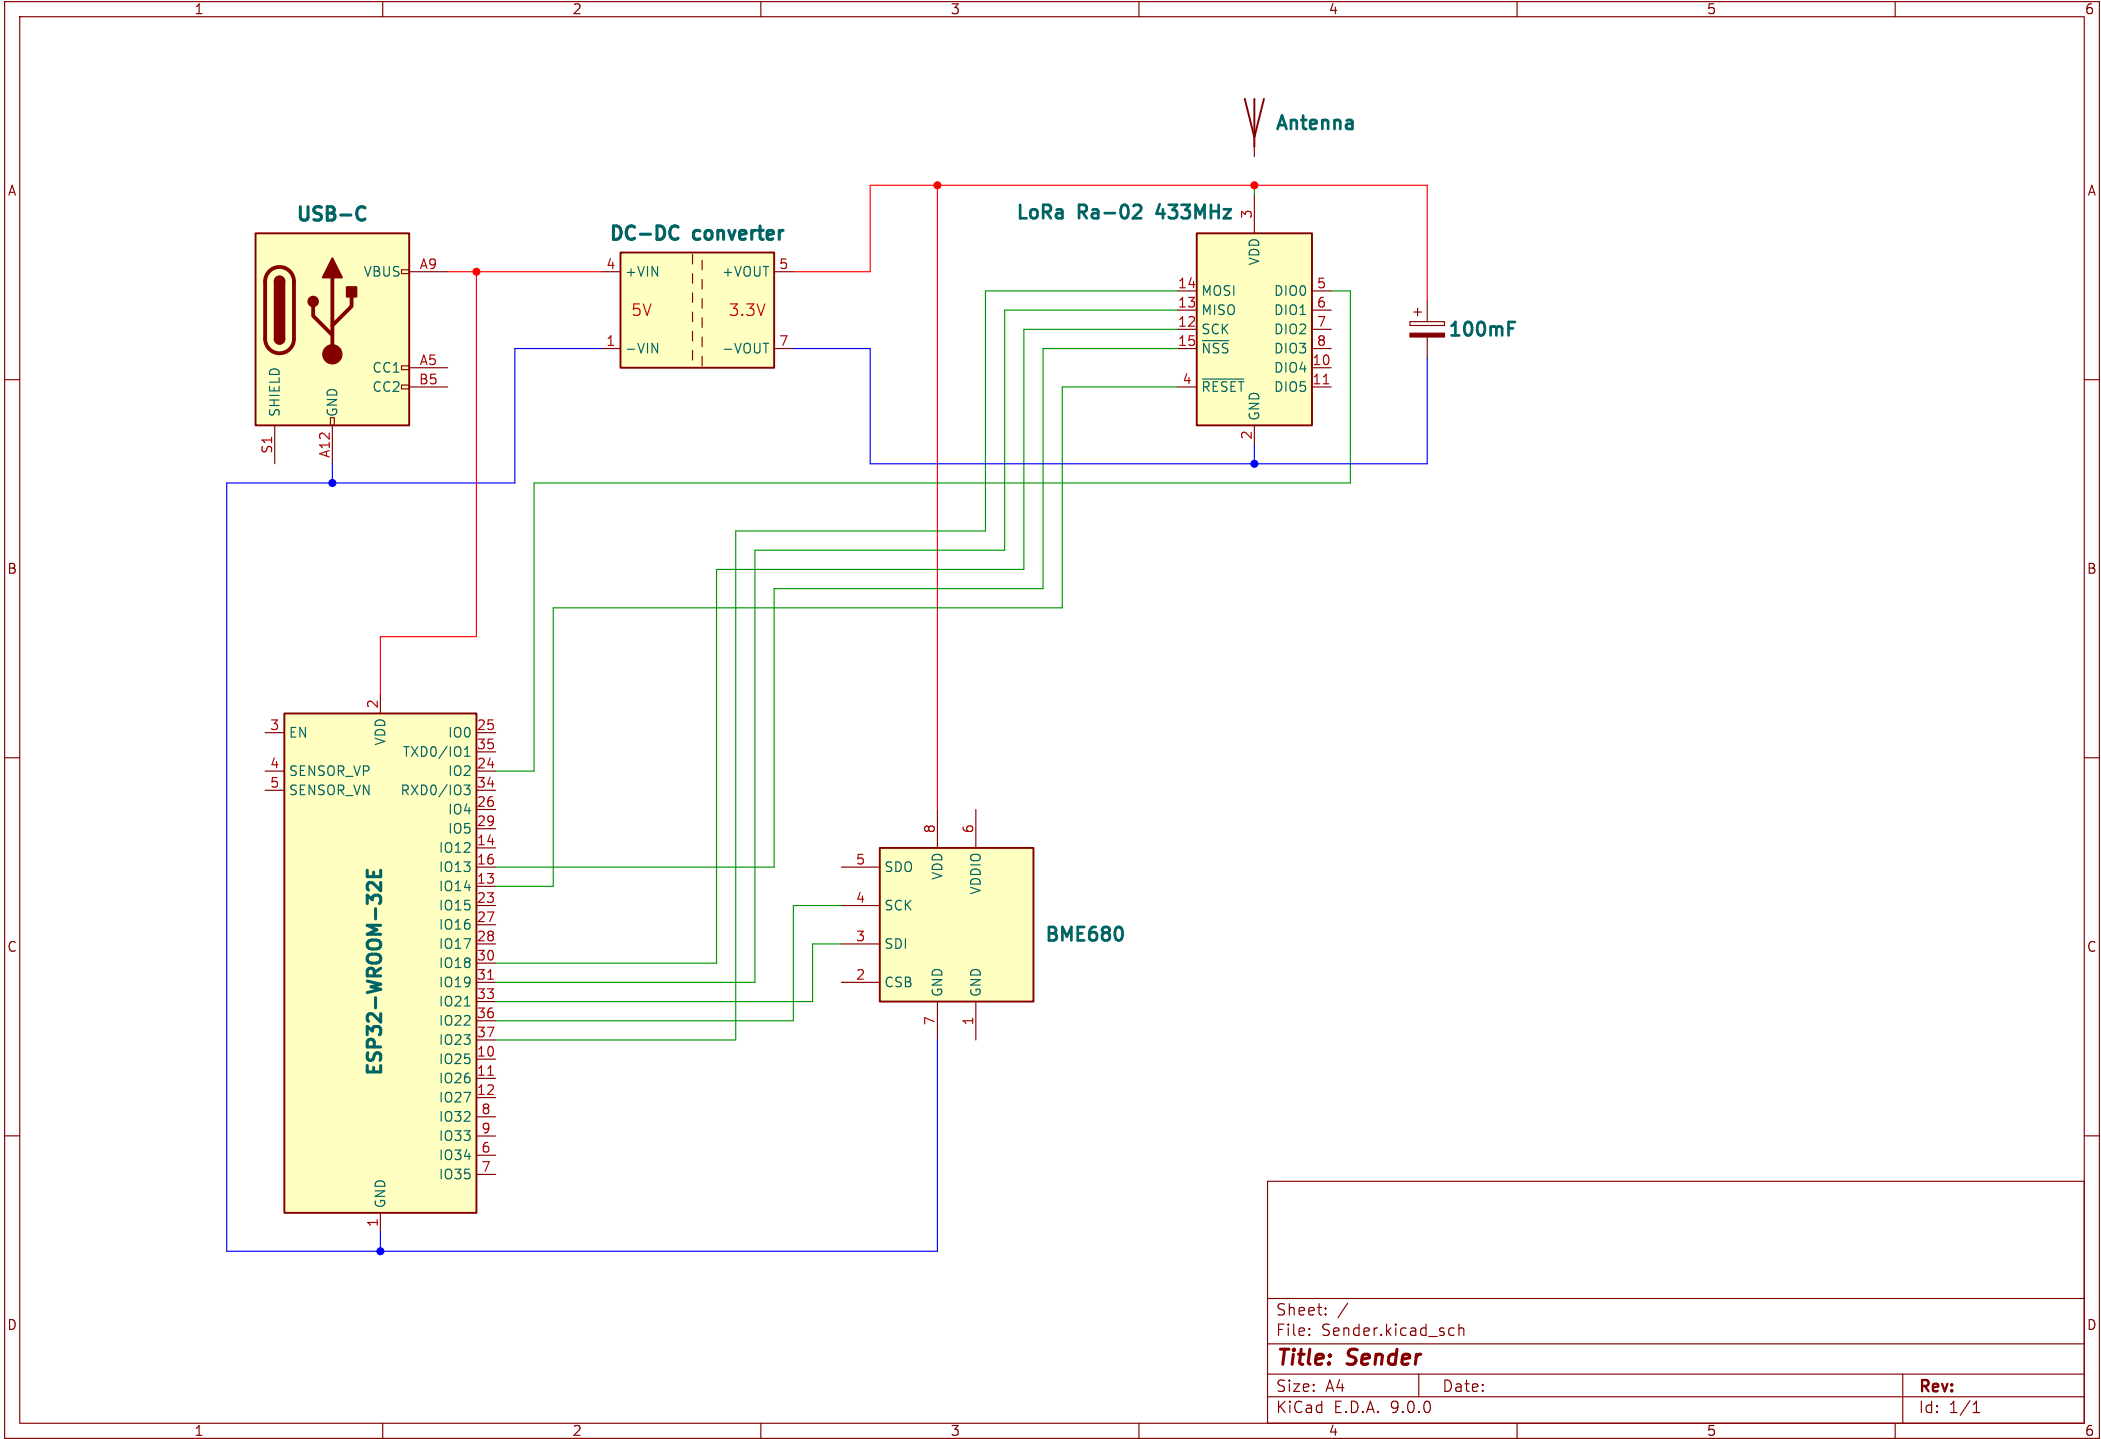 1 2 3 4 5 6
A A
B B
C C
D D
1 2 3 4 5 6
Antenna
USB-C
VBUS A9
CC1 A5
CC2 B5
SHIELD
S1
GND
A12
DC-DC converter
4 +VIN +VOUT 5
5V 3.3V
1 -VIN -VOUT 7
LoRa Ra-02 433MHz
3
VDD
14 MOSI DIO0 5
13 MISO DIO1 6
12 SCK DIO2 7
15 NSS DIO3 8
DIO4 10
4 RESET DIO5 11
GND
2
+
100mF
2
VDD
3 EN IO0 25
TXD0/IO1 35
4 SENSOR_VP IO2 24
5 SENSOR_VN RXD0/IO3 34
IO4 26
IO5 29
IO12 14
IO13 16
IO14 13
IO15 23
IO16 27
IO17 28
IO18 30
IO19 31
IO21 33
IO22 36
IO23 37
IO25 10
IO26 11
IO27 12
IO32 8
IO33 9
IO34 6
IO35 7
ESP32-WROOM-32E
GND
1
8 6
VDD VDDIO
5 SDO
4 SCK
3 SDI
2 CSB
GND GND
7 1
BME680
Sheet: /
File: Sender.kicad_sch
Title: Sender
Size: A4 Date: Rev:
KiCad E.D.A. 9.0.0 Id: 1/1